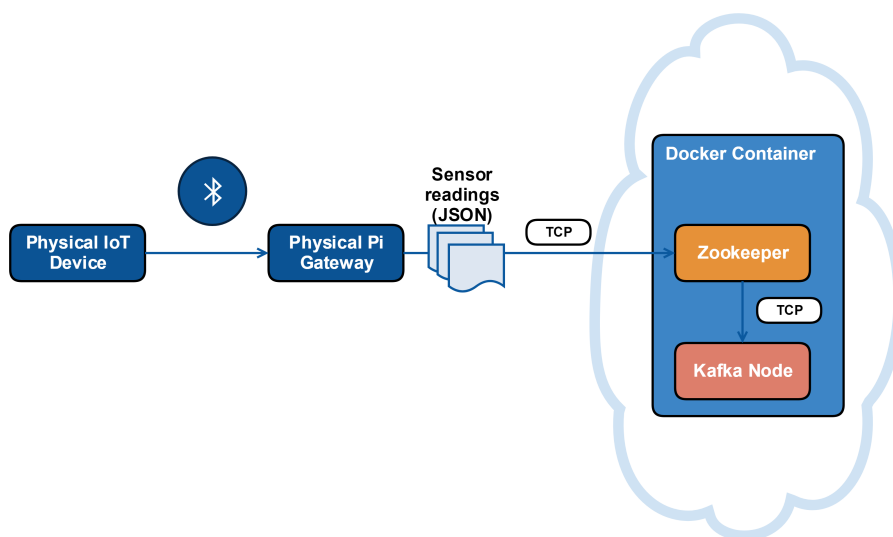 Docker Container
Sensor
readings
(JSON)
TCP
Physical IoT
Device
Physical Pi
Gateway
Zookeeper
TCP
Kafka Node